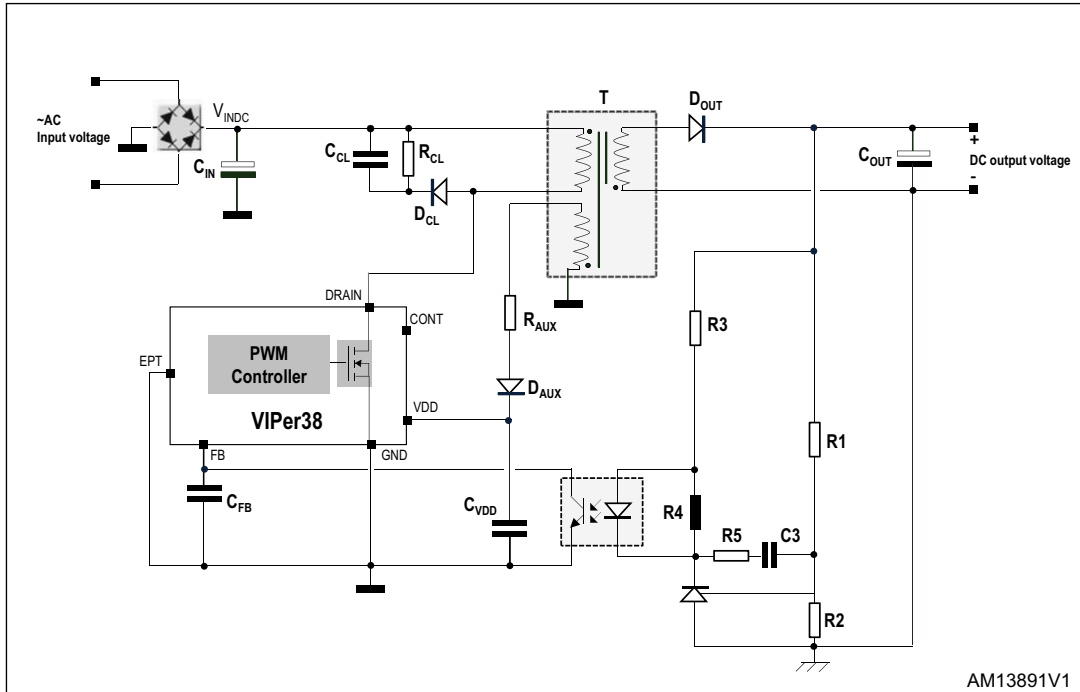 T
DOUT
~AC
Input voltage
VINDC
CCL
RCL
CIN
DCL
COUT
+
DC output voltage
-
DRAIN
CONT
RAUX
R3
EPT
PWM
Controller
DAUX
VIPer38
VDD
R1
FB
GND
CFB
CVDD
R4
R5
C3
R2
AM13891V1